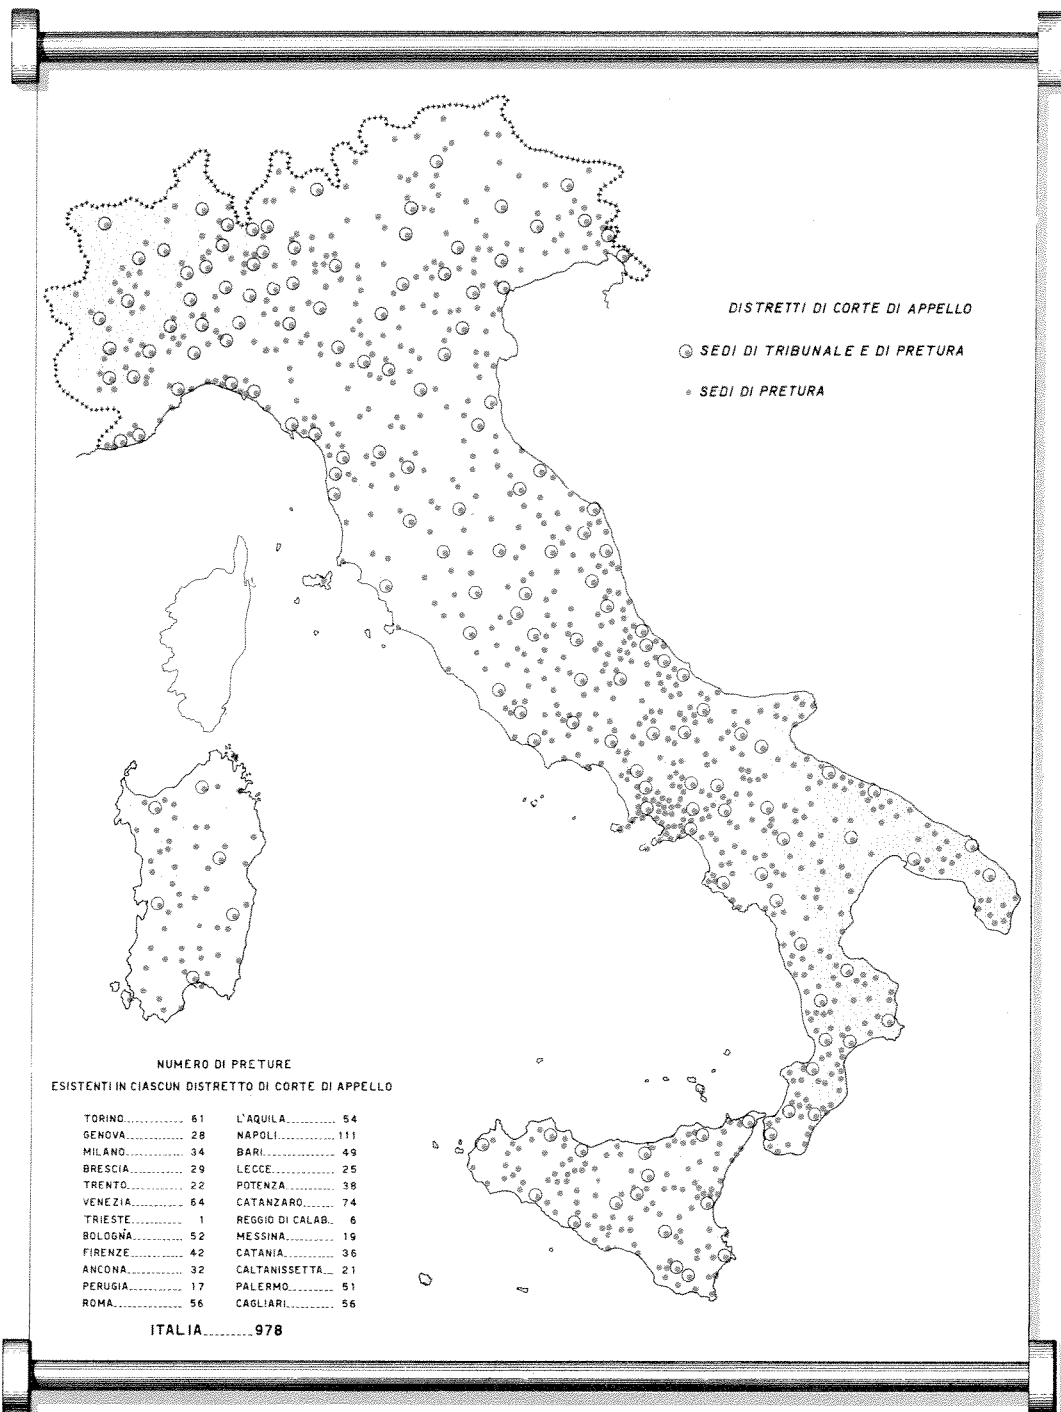 DISTRETTI DI CORTE DI APPELLO
SEDI DI TRIBUNALE E DI PRETURA
SEDI DI PRETURA
NUMERO DI PRETURE
ESISTENTI IN CIASCUN DISTRETTO DI CORTE DI APPELLO
TORINO............ 61 L'AQUILA............ 54
GENOVA............ 28 NAPOLI............ 111
MILANO............ 34 BARI............ 49
BRESCIA............ 29 LECCE............ 25
TRENTO............ 22 POTENZA............ 38
VENEZIA............ 64 CATANZARO....... 74
TRIESTE............ 1 REGGIO DI CALAB.. 6
BOLOGNA............ 52 MESSINA............ 19
FIRENZE............ 42 CATANIA............ 36
ANCONA............ 32 CALTANISSETTA.. 21
PERUGIA............ 17 PALERMO............ 51
ROMA............ 56 CAGLIARI............ 56
ITALIA........978